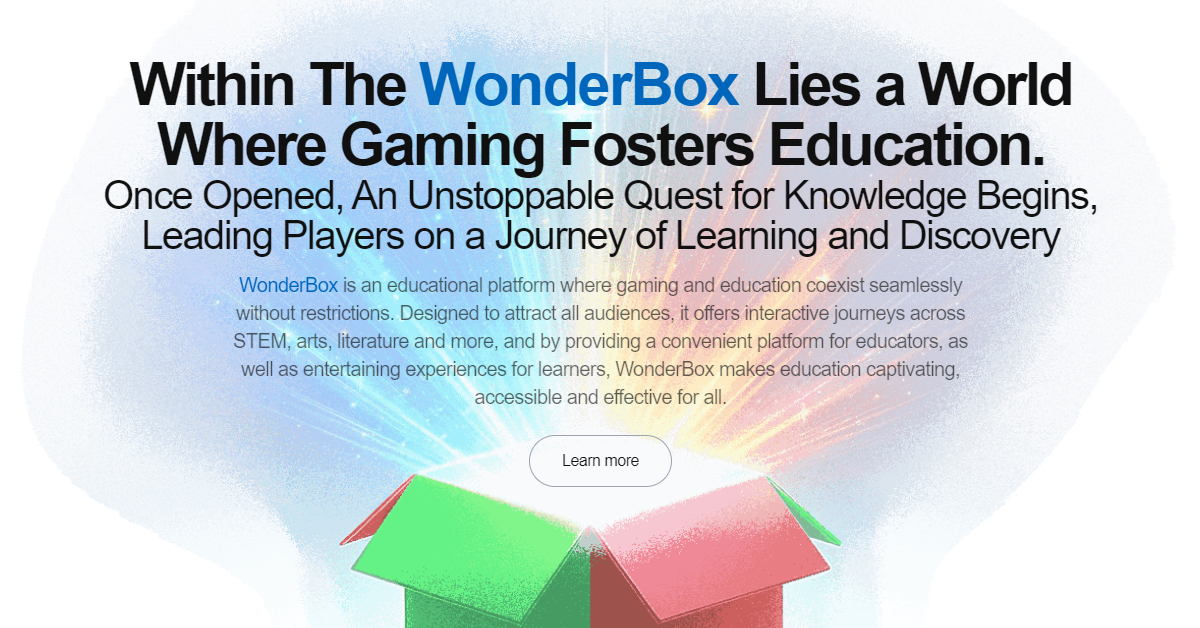 Within The WonderBox Lies a World
Where Gaming Fosters Education.
Once Opened, An Unstoppable Quest for Knowledge Begins,
Leading Players on a Journey of Learning and Discovery
WonderBox is an educational platform where gaming and education coexist seamlessly
without restrictions. Designed to attract all audiences, it offers interactive journeys across
STEM, arts, literature and more, and by providing a convenient platform for educators, as
well as entertaining experiences for learners, WonderBox makes education captivating,
accessible and effective for all.
Learn more